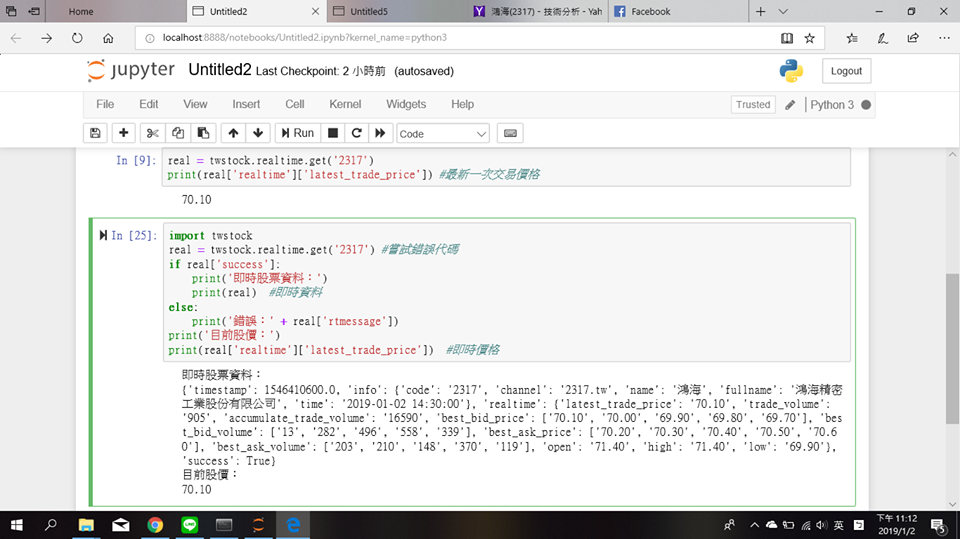 Home
Untitled2
Untitled5
鴻海(2317) - 技術分析 - Yah
Facebook
localhost:8888/notebooks/Untitled2.ipynb?kernel_name=python3
jupyter Untitled2 Last Checkpoint: 2 小時前 (autosaved)
Logout
File Edit View Insert Cell Kernel Widgets Help
Trusted
Python 3
Run
Code
In [9]: real = twstock.realtime.get('2317')
print(real['realtime']['latest_trade_price']) #最新一次交易價格
70.10
In [25]: import twstock
real = twstock.realtime.get('2317') #嘗試錯誤代碼
if real['success']:
    print('即時股票資料：')
    print(real)  #即時資料
else:
    print('錯誤：' + real['rtmessage'])
print('目前股價：')
print(real['realtime']['latest_trade_price'])  #即時價格
即時股票資料：
{'timestamp': 1546410600.0, 'info': {'code': '2317', 'channel': '2317.tw', 'name': '鴻海', 'fullname': '鴻海精密
工業股份有限公司', 'time': '2019-01-02 14:30:00'}, 'realtime': {'latest_trade_price': '70.10', 'trade_volume':
'905', 'accumulate_trade_volume': '16590', 'best_bid_price': ['70.10', '70.00', '69.90', '69.80', '69.70'], 'bes
t_bid_volume': ['13', '282', '496', '558', '339'], 'best_ask_price': ['70.20', '70.30', '70.40', '70.50', '70.6
0'], 'best_ask_volume': ['203', '210', '148', '370', '119'], 'open': '71.40', 'high': '71.40', 'low': '69.90'},
'success': True}
目前股價：
70.10
英
下午 11:12
2019/1/2
5